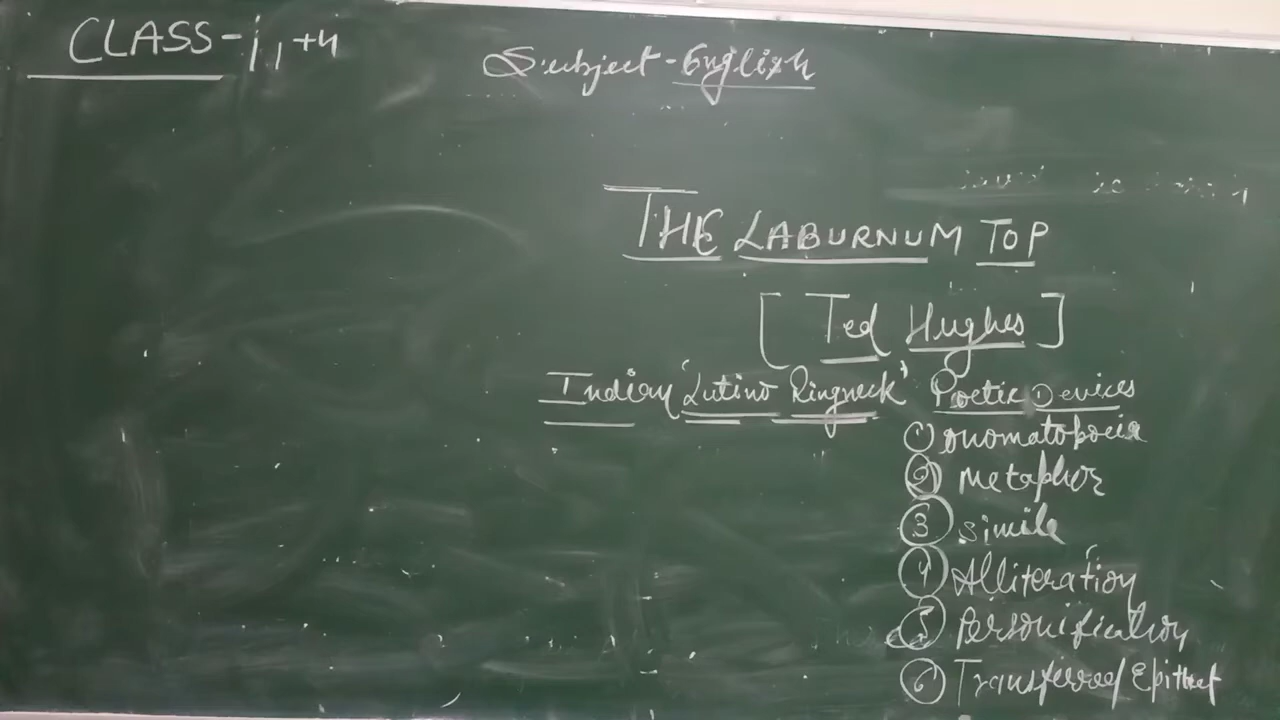 CLASS-i, +4
Subject-English
THE LABURNUM TOP
[Ted Hughes]
Indian 'Lutino Ringneck' Poetic Devices
① onomatopoeia
② metaphor
③ simile
④ Alliteration
⑤ Personification
⑥ Transferred Epithet